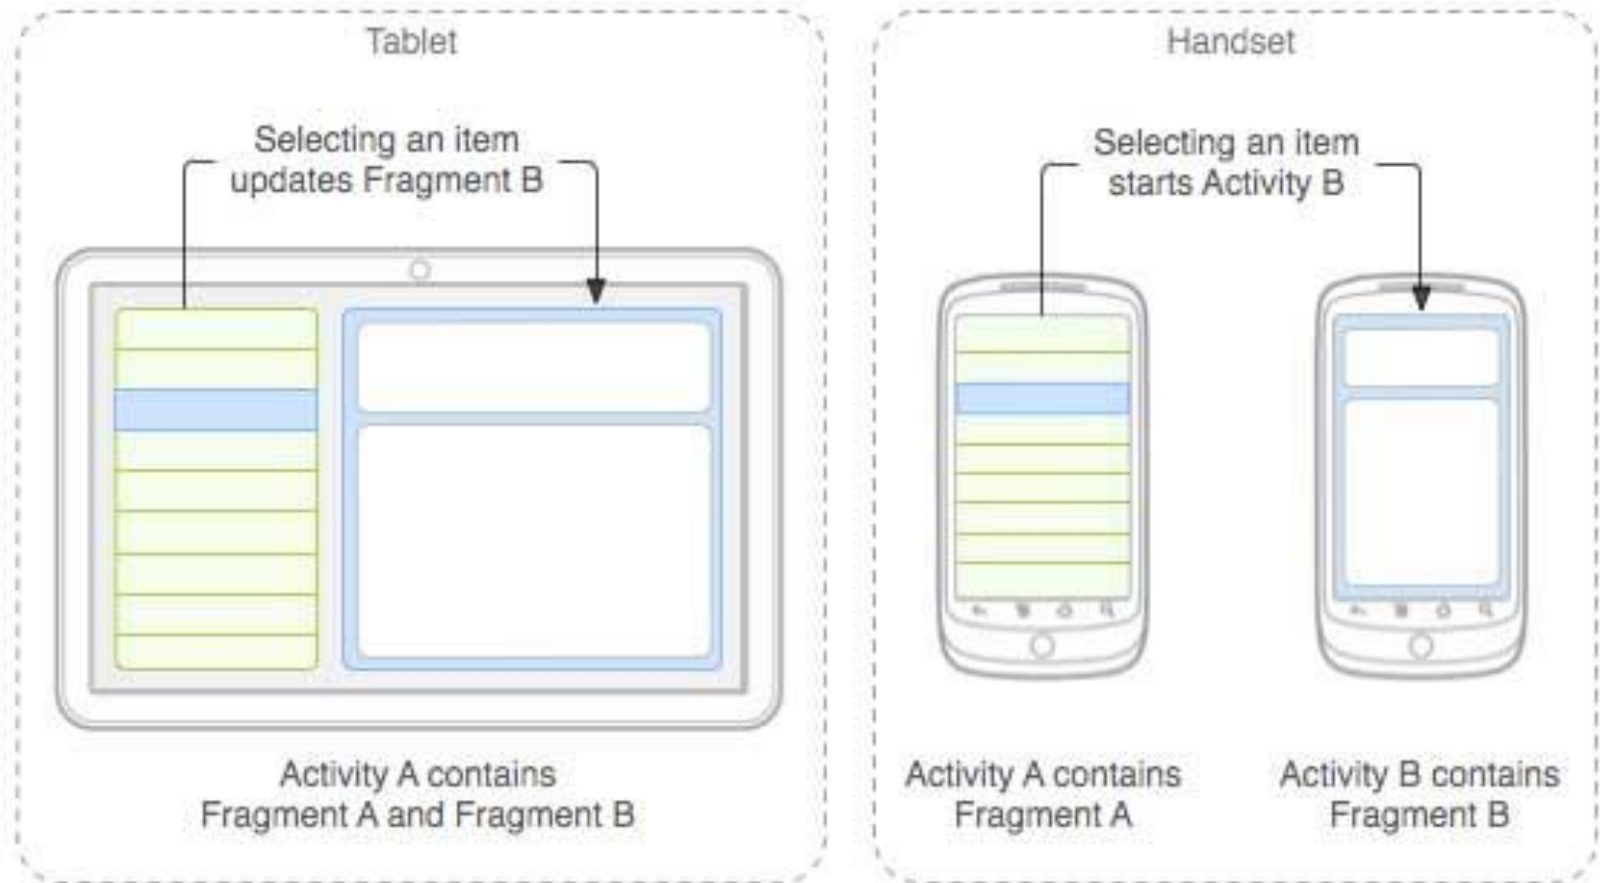 Tablet
Selecting an item
updates Fragment B
Activity A contains
Fragment A and Fragment B
Handset
Selecting an item
starts Activity B
Activity A contains
Fragment A
Activity B contains
Fragment B